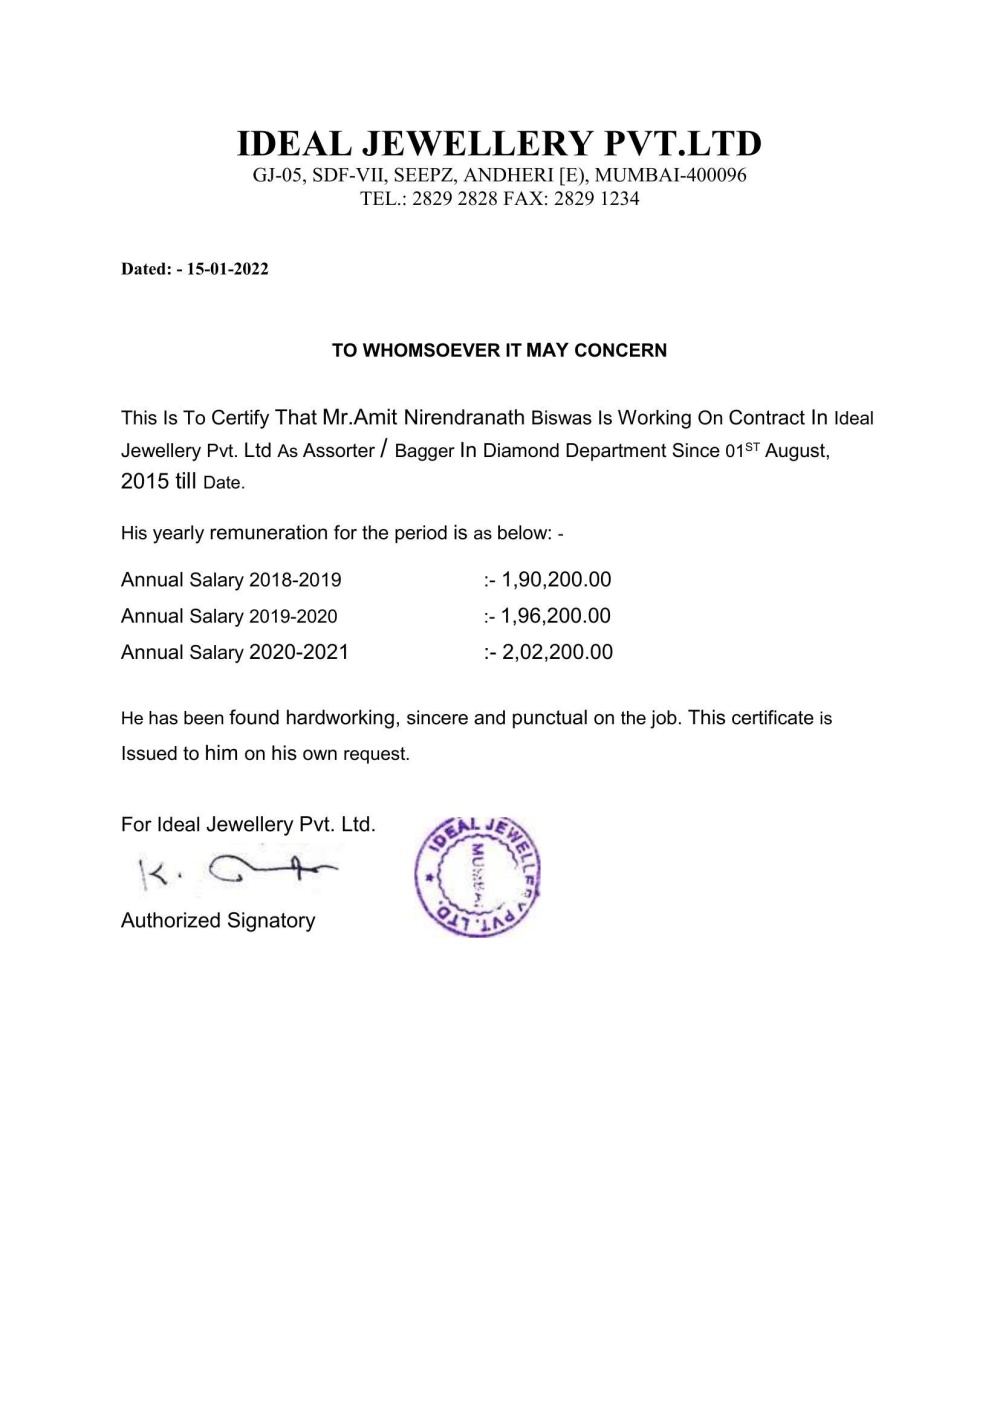 IDEAL JEWELLERY PVT.LTD
GJ-05, SDF-VII, SEEPZ, ANDHERI [E), MUMBAI-400096
TEL.: 2829 2828 FAX: 2829 1234
Dated: - 15-01-2022
TO WHOMSOEVER IT MAY CONCERN
This Is To Certify That Mr.Amit Nirendranath Biswas Is Working On Contract In Ideal
Jewellery Pvt. Ltd As Assorter / Bagger In Diamond Department Since 01ST August,
2015 till Date.
His yearly remuneration for the period is as below: -
Annual Salary 2018-2019 :- 1,90,200.00
Annual Salary 2019-2020 :- 1,96,200.00
Annual Salary 2020-2021 :- 2,02,200.00
He has been found hardworking, sincere and punctual on the job. This certificate is
Issued to him on his own request.
For Ideal Jewellery Pvt. Ltd.
K.
IDEAL JEWELLERY PVT. LTD.
MUMBAI
Authorized Signatory